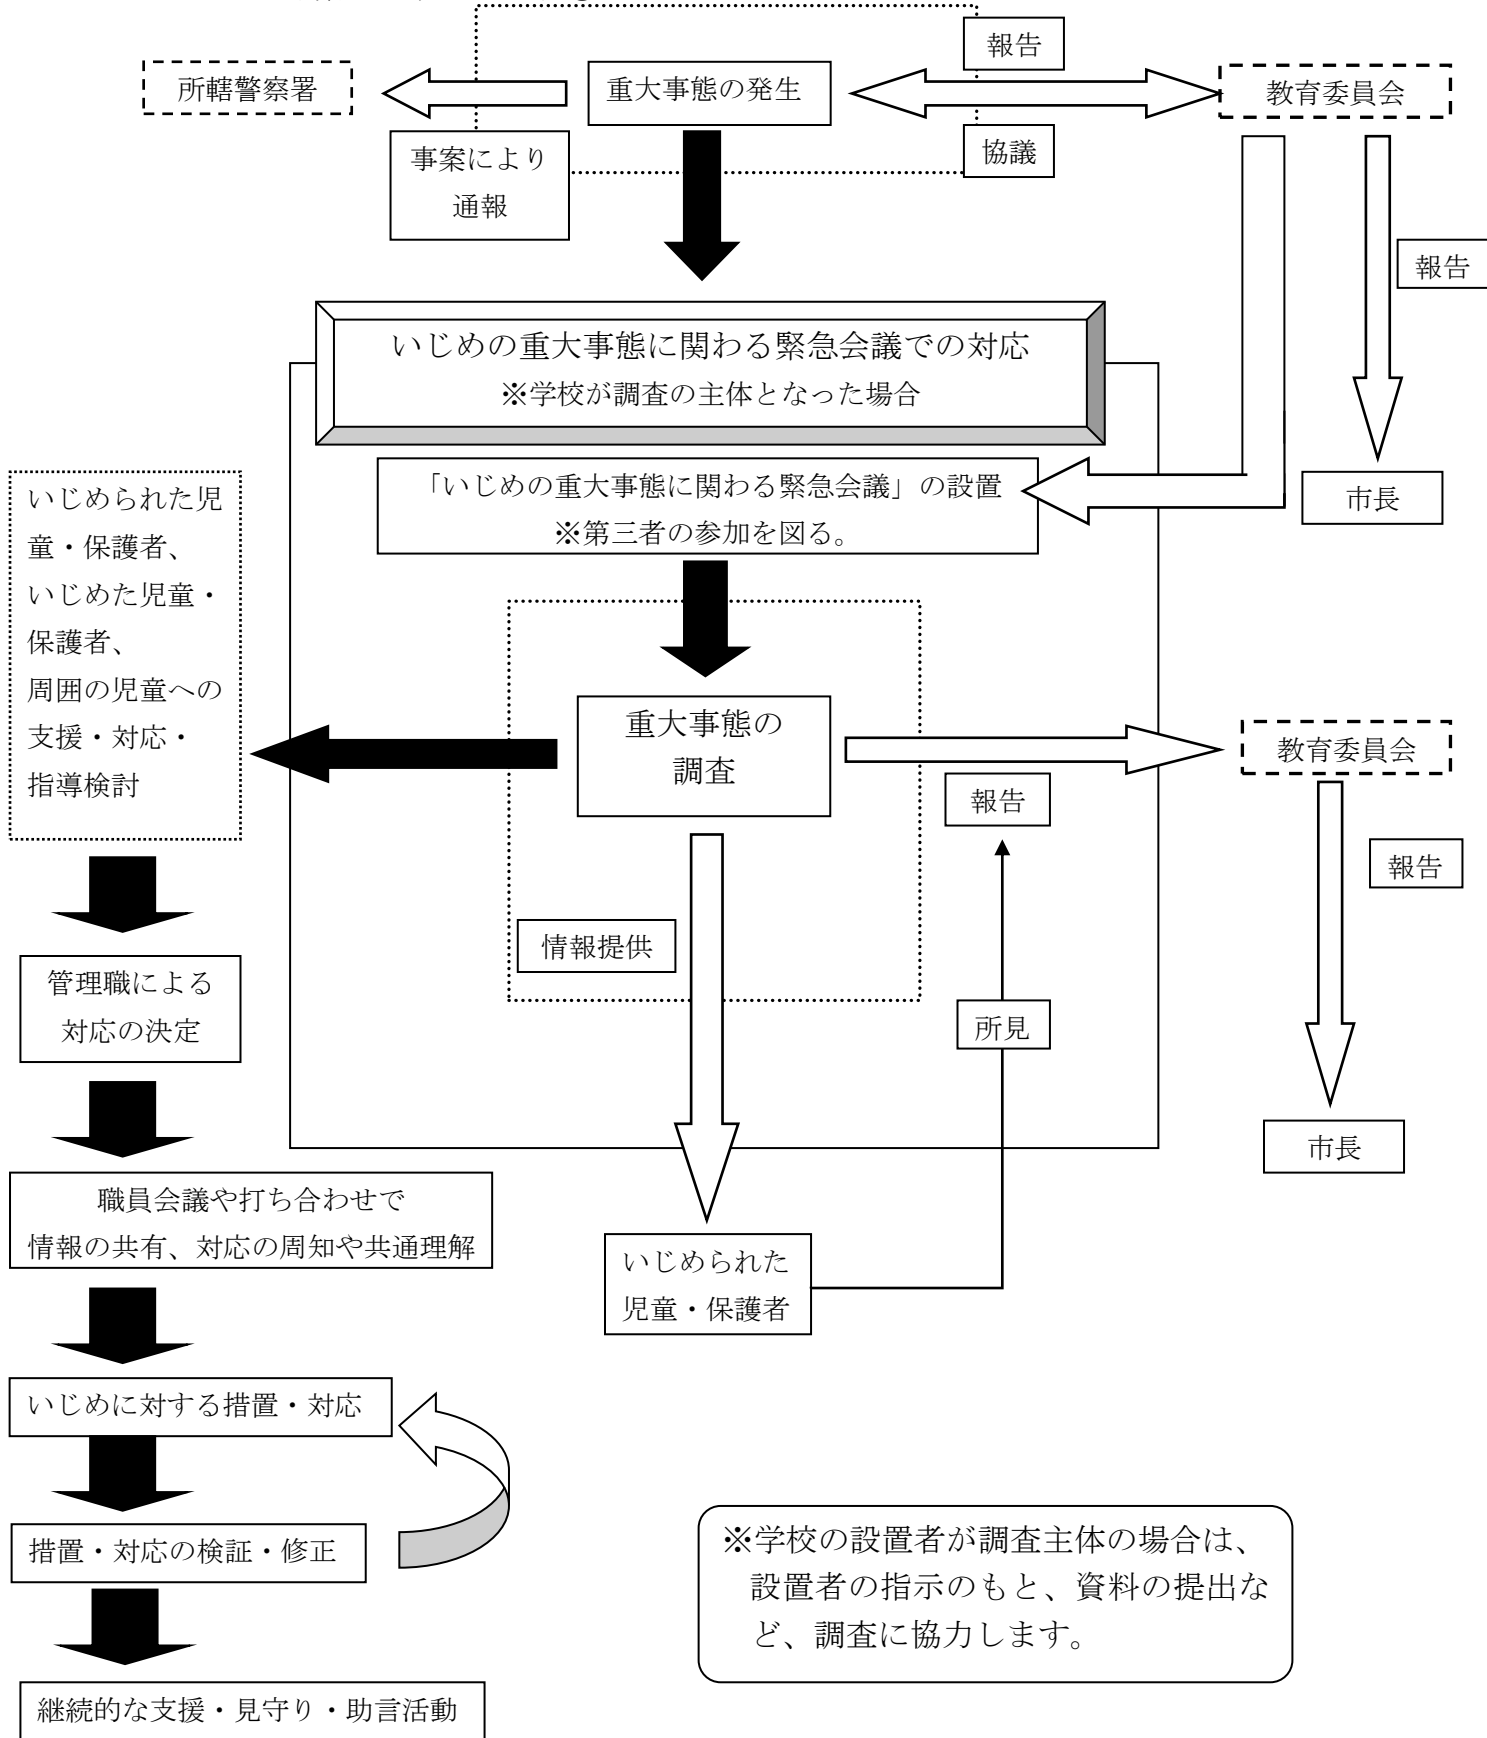 報告
所轄警察署
重大事態の発生
教育委員会
事案により
通報
協議
報告
いじめの重大事態に関わる緊急会議での対応
※学校が調査の主体となった場合
「いじめの重大事態に関わる緊急会議」の設置
※第三者の参加を図る。
市長
いじめられた児
童・保護者、
いじめた児童・
保護者、
周囲の児童への
支援・対応・
指導検討
重大事態の
調査
教育委員会
報告
報告
情報提供
所見
管理職による
対応の決定
市長
職員会議や打ち合わせで
情報の共有、対応の周知や共通理解
いじめられた
児童・保護者
いじめに対する措置・対応
措置・対応の検証・修正
※学校の設置者が調査主体の場合は、
設置者の指示のもと、資料の提出な
ど、調査に協力します。
継続的な支援・見守り・助言活動